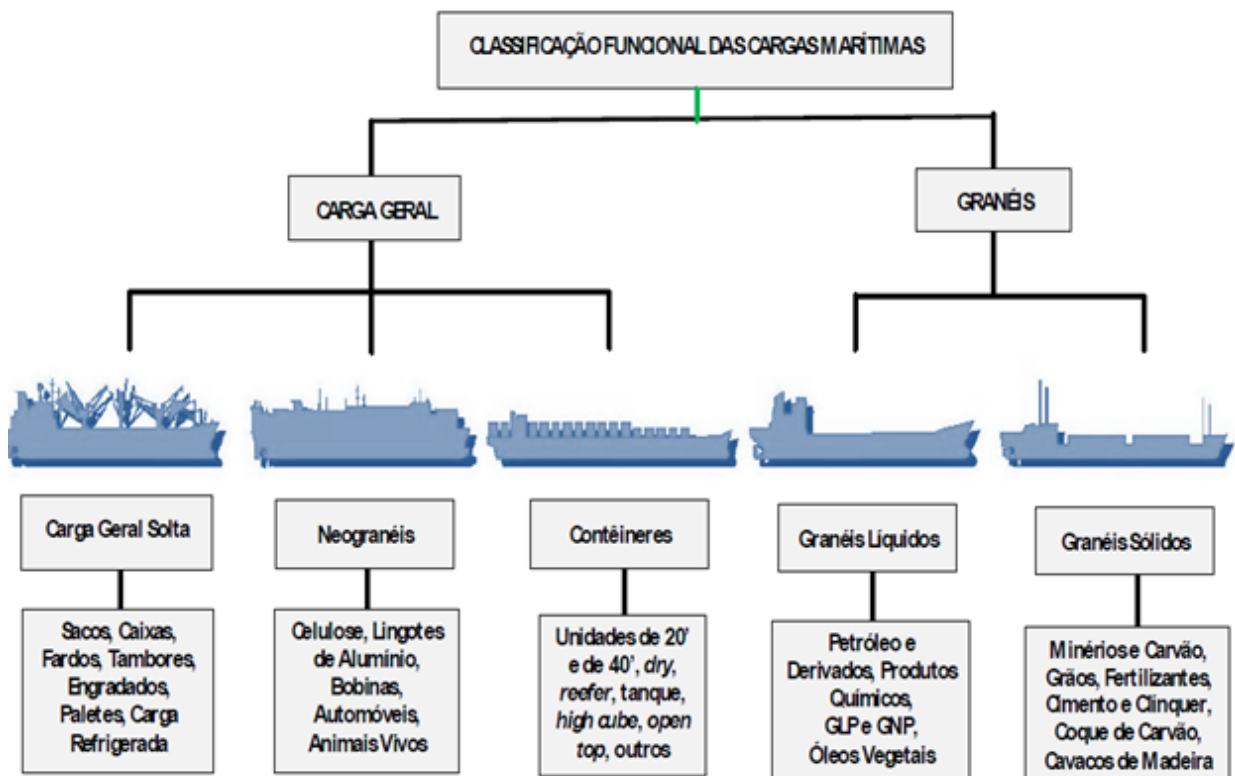 CLASSIFICAÇÃO FUNCIONAL DAS CARGAS MARÍTIMAS
CARGA GERAL
GRANÉIS
Carga Geral Solta
Neogranéis
Contêineres
Granéis Líquidos
Granéis Sólidos
Sacos, Caixas,
Fardos, Tambores,
Engradados,
Paletes, Carga
Refrigerada
Celulose, Lingotes
de Alumínio,
Bobinas,
Automóveis,
Animais Vivos
Unidades de 20’
e de 40’, dry,
reefer, tanque,
high cube, open
top, outros
Petróleo e
Derivados, Produtos
Químicos,
GLP e GNP,
Óleos Vegetais
Minérios e Carvão,
Grãos, Fertilizantes,
Cimento e Clinquer,
Coque de Carvão,
Cavacos de Madeira